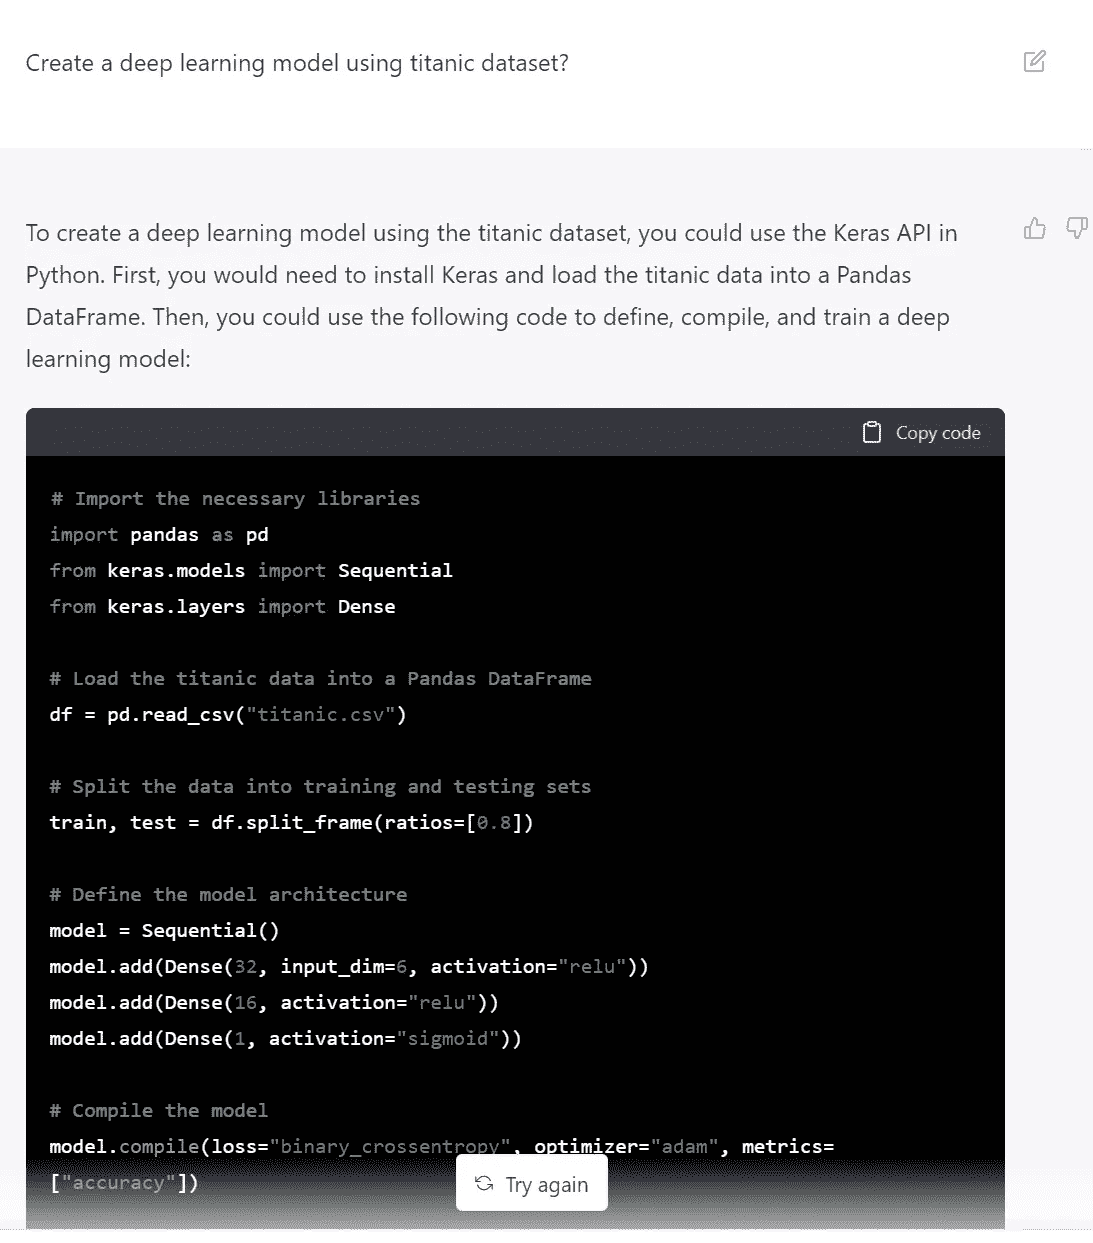 Create a deep learning model using titanic dataset?
To create a deep learning model using the titanic dataset, you could use the Keras API in
Python. First, you would need to install Keras and load the titanic data into a Pandas
DataFrame. Then, you could use the following code to define, compile, and train a deep
learning model:
Copy code
# Import the necessary libraries
import pandas as pd
from keras.models import Sequential
from keras.layers import Dense
# Load the titanic data into a Pandas DataFrame
df = pd.read_csv("titanic.csv")
# Split the data into training and testing sets
train, test = df.split_frame(ratios=[0.8])
# Define the model architecture
model = Sequential()
model.add(Dense(32, input_dim=6, activation="relu"))
model.add(Dense(16, activation="relu"))
model.add(Dense(1, activation="sigmoid"))
# Compile the model
model.compile(loss="binary_crossentropy", optimizer="adam", metrics=
["accuracy"])
Try again